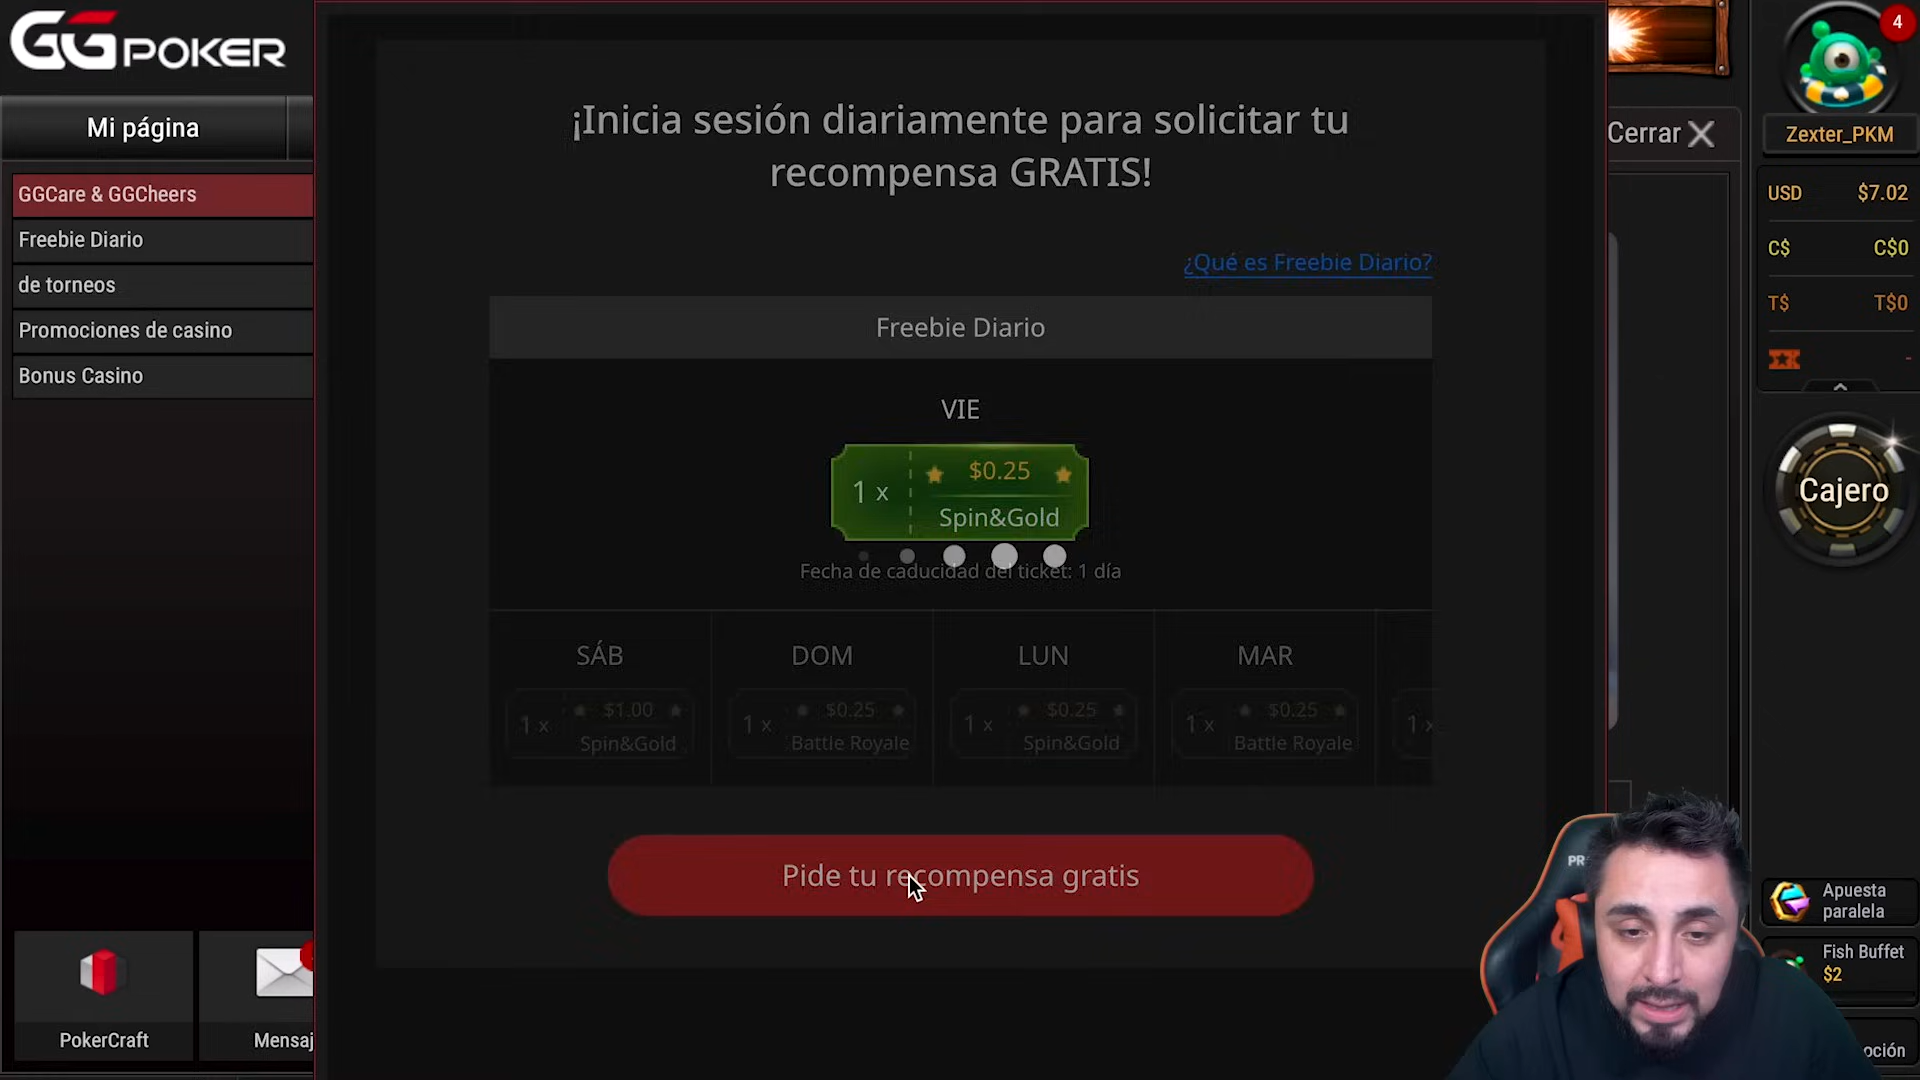 GGPOKER
Mi página
GGCare & GGCheers
Freebie Diario
de torneos
Promociones de casino
Bonus Casino
PokerCraft
Mensaj
¡Inicia sesión diariamente para solicitar tu
recompensa GRATIS!
¿Qué es Freebie Diario?
Freebie Diario
VIE
1 x
$0.25
Spin&Gold
Fecha de caducidad del ticket: 1 día
SÁB
1 x
$1.00
Spin&Gold
DOM
1 x
$0.25
Battle Royale
LUN
1 x
$0.25
Spin&Gold
MAR
1 x
$0.25
Battle Royale
1 x
Pide tu recompensa gratis
Cerrar
4
Zexter_PKM
USD $7.02
C$ C$0
T$ T$0
-
Cajero
Apuesta
paralela
Fish Buffet
$2
oción
PR